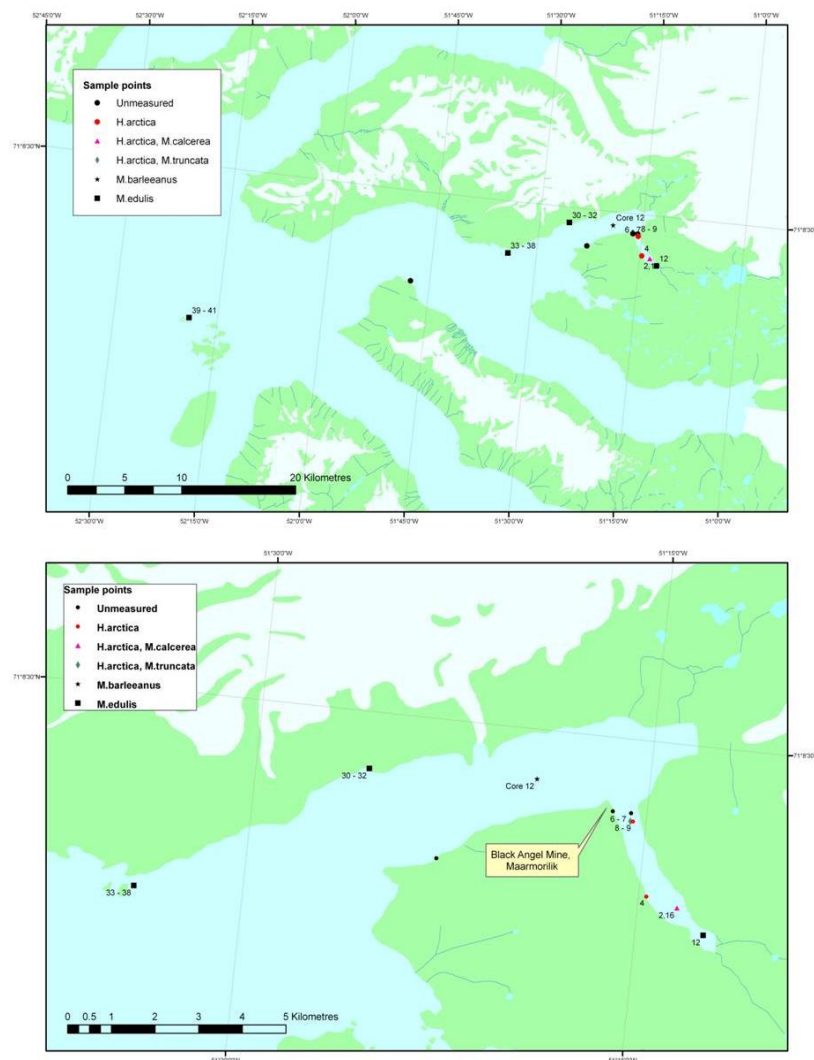 52°45'0"W 52°30'0"W 52°15'0"W 52°0'0"W 51°45'0"W 51°30'0"W 51°15'0"W 51°0'0"W
Sample points
Unmeasured
H.arctica
H.arctica, M.calcerea
H.arctica, M.truncata
M.barleeanus
M.edulis
71°8'30"N
Core 12
30 - 32
6 - 7
8 - 9
71°8'30"N
33 - 38
4
12
39 - 41
0 5 10 20 Kilometres
52°30'0"W 52°15'0"W 52°0'0"W 51°45'0"W 51°30'0"W 51°15'0"W 51°0'0"W
51°30'0"W 51°15'0"W
Sample points
Unmeasured
H.arctica
H.arctica, M.calcerea
H.arctica, M.truncata
M.barleeanus
M.edulis
71°8'30"N
71°8'30"N
30 - 32
Core 12
6 - 7
8 - 9
Black Angel Mine,
Maarmorilik
33 - 38
4
2,16
12
0 0.5 1 2 3 4 5 Kilometres